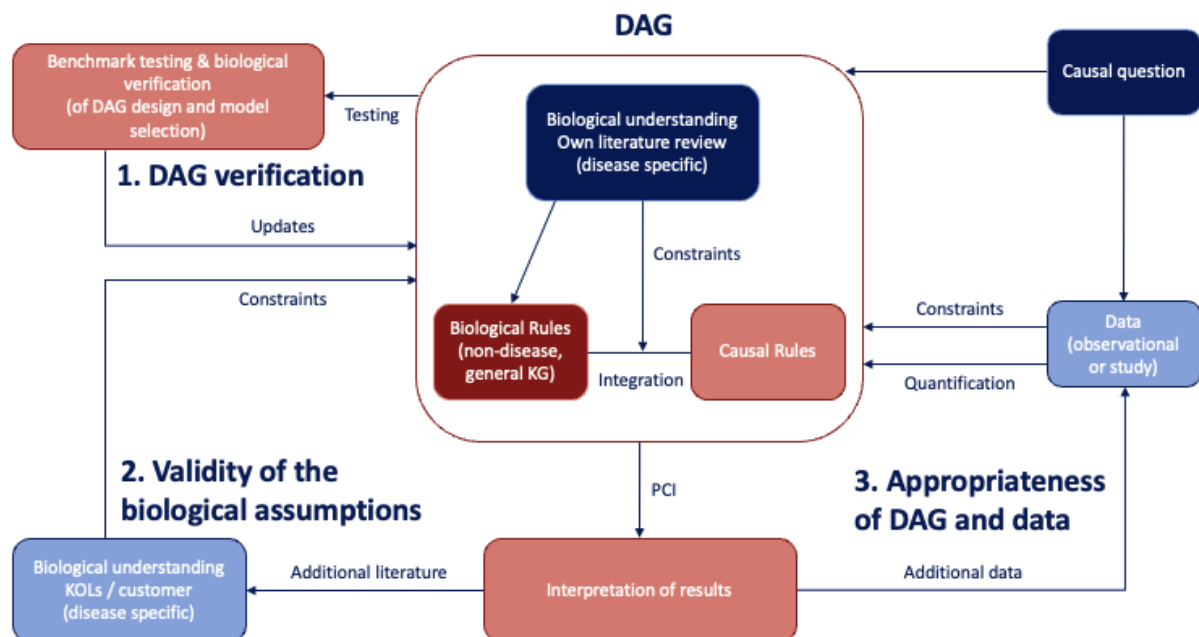 DAG
Benchmark testing & biological
verification
(of DAG design and model
selection)
Testing
Causal question
Biological understanding
Own literature review
(disease specific)
1. DAG verification
Updates
Constraints
Constraints
Biological Rules
(non-disease,
general KG)
Integration
Causal Rules
Constraints
Quantification
Data
(observational
or study)
2. Validity of the
biological assumptions
PCI
3. Appropriateness
of DAG and data
Biological understanding
KOLs / customer
(disease specific)
Additional literature
Interpretation of results
Additional data